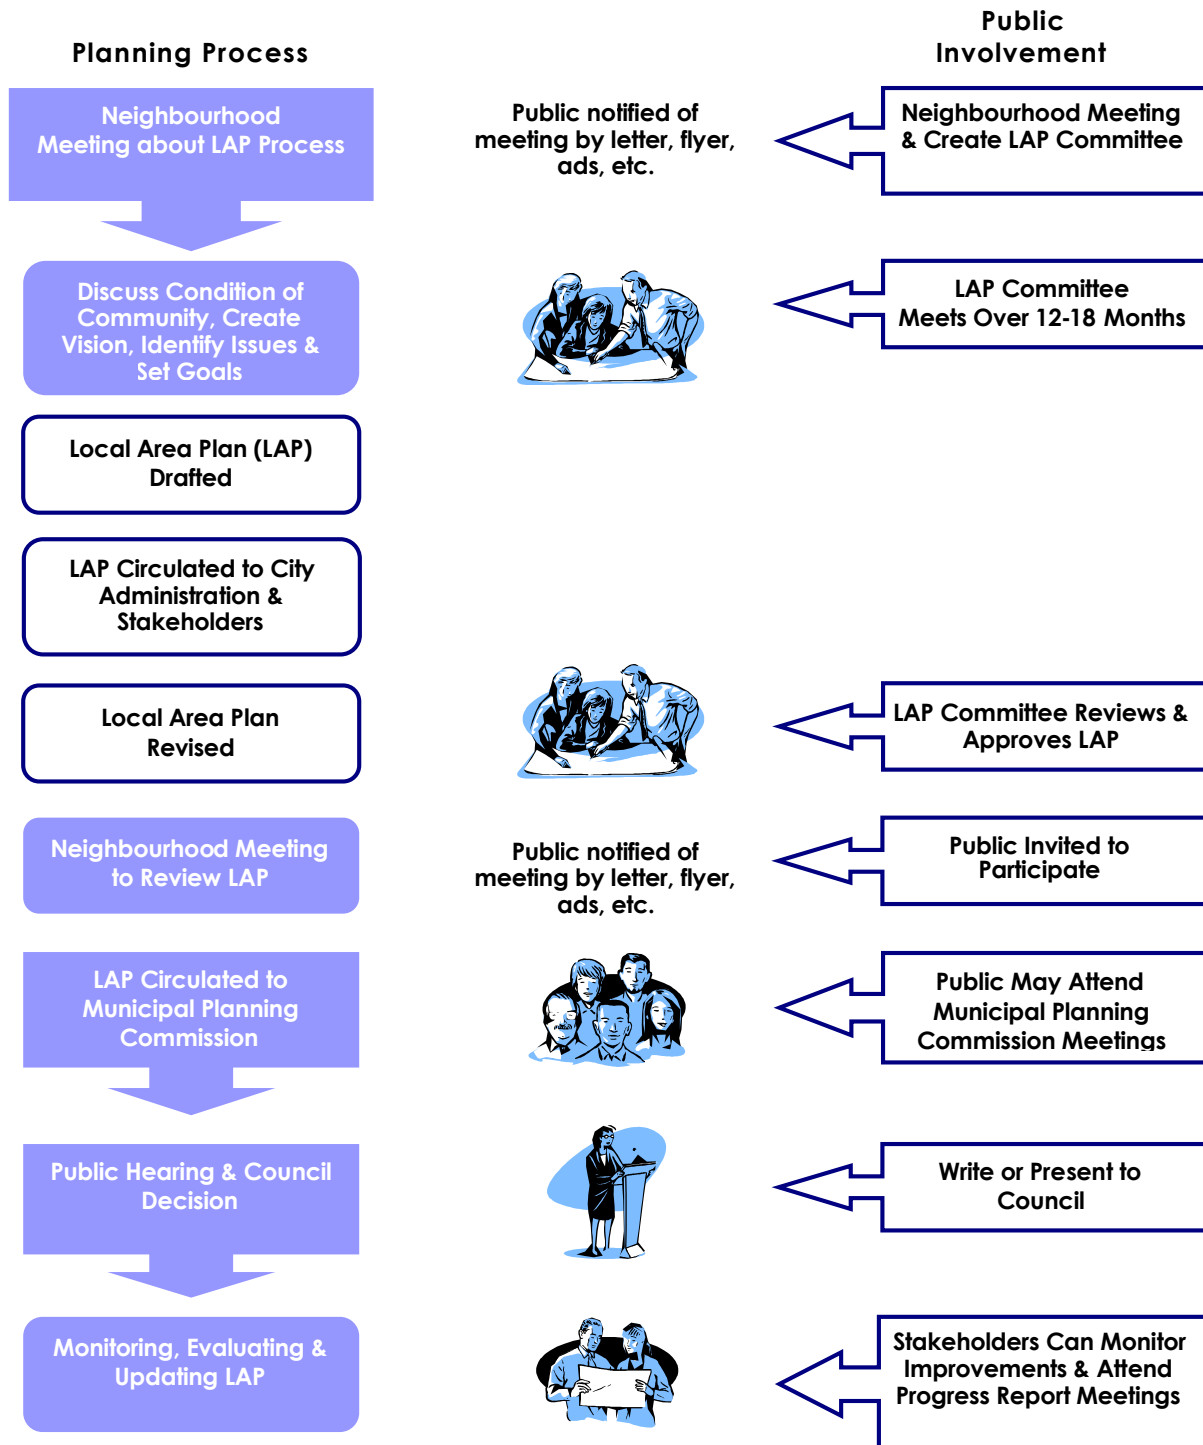 Planning Process
Public
Involvement
Neighbourhood
Meeting about LAP Process
Public notified of
meeting by letter, flyer,
ads, etc.
Neighbourhood Meeting
& Create LAP Committee
Discuss Condition of
Community, Create
Vision, Identify Issues &
Set Goals
LAP Committee
Meets Over 12-18 Months
Local Area Plan (LAP)
Drafted
LAP Circulated to City
Administration &
Stakeholders
Local Area Plan
Revised
LAP Committee Reviews &
Approves LAP
Neighbourhood Meeting
to Review LAP
Public notified of
meeting by letter, flyer,
ads, etc.
Public Invited to
Participate
LAP Circulated to
Municipal Planning
Commission
Public May Attend
Municipal Planning
Commission Meetings
Public Hearing & Council
Decision
Write or Present to
Council
Monitoring, Evaluating &
Updating LAP
Stakeholders Can Monitor
Improvements & Attend
Progress Report Meetings